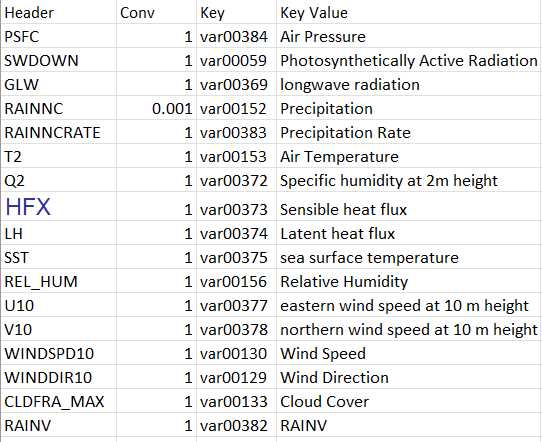 Header Conv Key Key Value
PSFC 1 var00384 Air Pressure
SWDOWN 1 var00059 Photosynthetically Active Radiation
GLW 1 var00369 longwave radiation
RAINNC 0.001 var00152 Precipitation
RAINNCRATE 1 var00383 Precipitation Rate
T2 1 var00153 Air Temperature
Q2 1 var00372 Specific humidity at 2m height
HFX 1 var00373 Sensible heat flux
LH 1 var00374 Latent heat flux
SST 1 var00375 sea surface temperature
REL_HUM 1 var00156 Relative Humidity
U10 1 var00377 eastern wind speed at 10 m height
V10 1 var00378 northern wind speed at 10 m height
WINDSPD10 1 var00130 Wind Speed
WINDDIR10 1 var00129 Wind Direction
CLDFRA_MAX 1 var00133 Cloud Cover
RAINV 1 var00382 RAINV